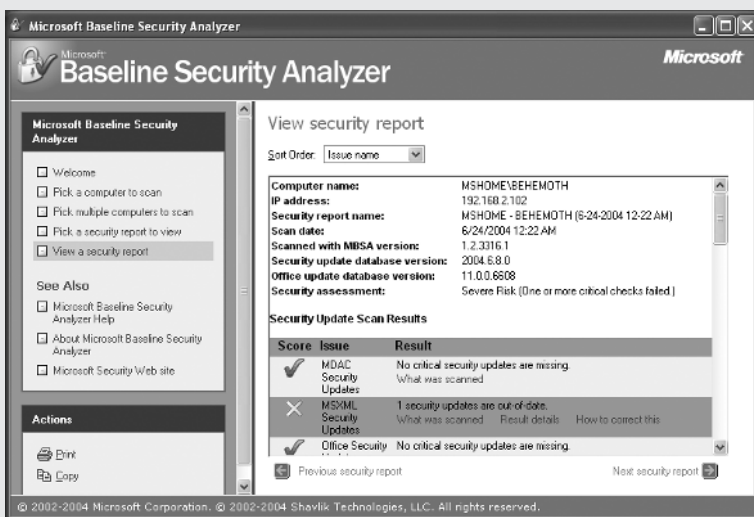 Microsoft Baseline Security Analyzer
Microsoft
Baseline Security Analyzer
Microsoft
Microsoft Baseline Security
Analyzer
Welcome
Pick a computer to scan
Pick multiple computers to scan
Pick a security report to view
View a security report
See Also
Microsoft Baseline Security
Analyzer Help
About Microsoft Baseline Security
Analyzer
Microsoft Security Web site
Actions
Print
Copy
View security report
Sort Order: Issue name
Computer name: MSHOME\BEHEMOTH
IP address: 192.168.2.102
Security report name: MSHOME - BEHEMOTH (6-24-2004 12-22 AM)
Scan date: 6/24/2004 12:22 AM
Scanned with MBSA version: 1.2.3316.1
Security update database version: 2004.6.8.0
Office update database version: 11.0.0.6608
Security assessment: Severe Risk (One or more critical checks failed.)
Security Update Scan Results
Score Issue Result
MDAC Security Updates No critical security updates are missing.
What was scanned
MSXML Security Updates 1 security updates are out-of-date.
What was scanned Result details How to correct this
Office Security No critical security updates are missing.
Previous security report Next security report
© 2002-2004 Microsoft Corporation. © 2002-2004 Shavlik Technologies, LLC. All rights reserved.